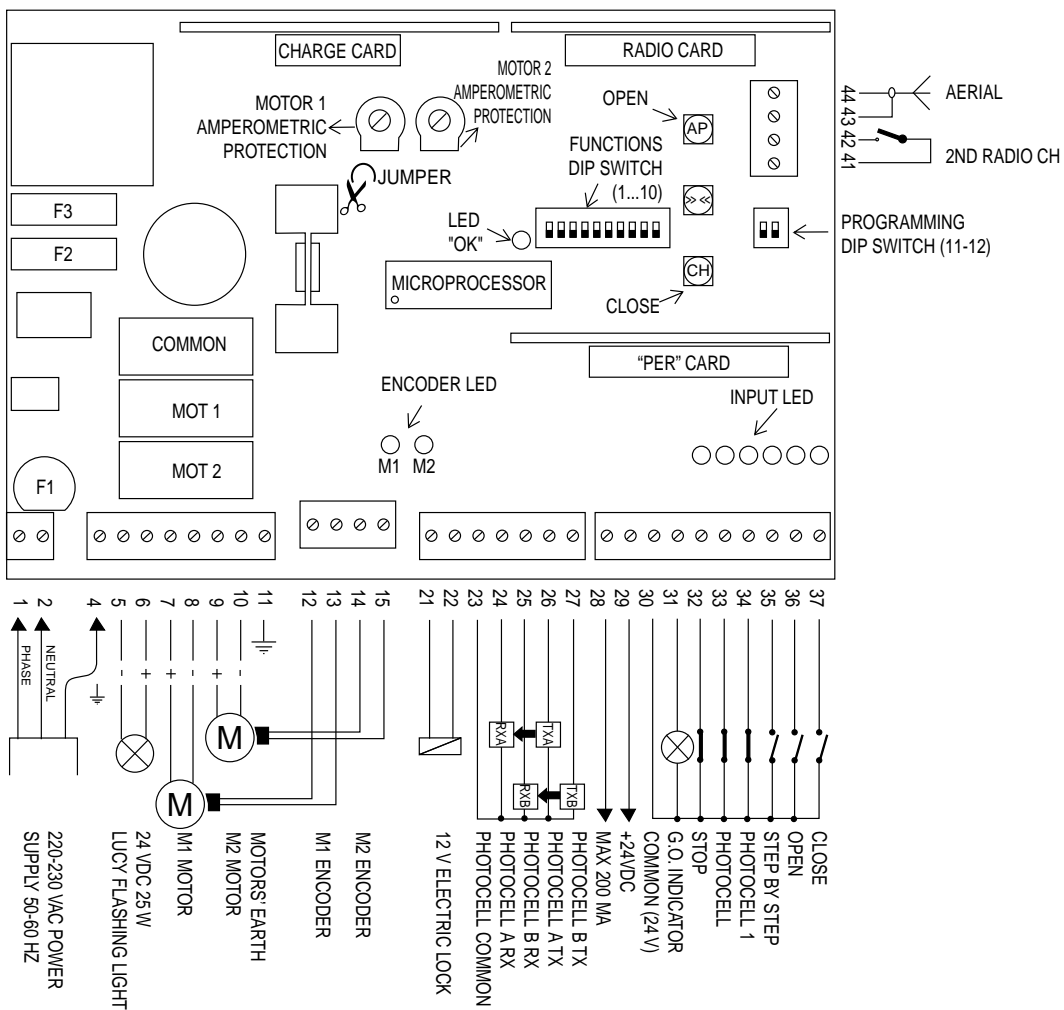 CHARGE CARD
RADIO CARD
MOTOR 2
AMPEROMETRIC
PROTECTION
MOTOR 1
AMPEROMETRIC
PROTECTION
OPEN
AP
44
43
42
41
AERIAL
2ND RADIO CH
FUNCTIONS
DIP SWITCH
(1...10)
JUMPER
>> <<
F3
F2
LED
"OK"
PROGRAMMING
DIP SWITCH (11-12)
MICROPROCESSOR
CH
CLOSE
COMMON
“PER” CARD
ENCODER LED
INPUT LED
MOT 1
M1
M2
MOT 2
F1
1
2
4
5
6
7
8
9
10
11
12
13
14
15
21
22
23
24
25
26
27
28
29
30
31
32
33
34
35
36
37
PHASE
NEUTRAL
-
+
+
-
+
-
M
M
RXA
TXA
RXB
TXB
220-230 VAC POWER
SUPPLY 50-60 HZ
24 VDC 25 W
LUCY FLASHING LIGHT
M1 MOTOR
MOTORS' EARTH
M2 MOTOR
M1 ENCODER
M2 ENCODER
12 V ELECTRIC LOCK
PHOTOCELL COMMON
PHOTOCELL A RX
PHOTOCELL B RX
PHOTOCELL A TX
PHOTOCELL B TX
MAX 200 MA
+24VDC
COMMON (24 V)
G.O. INDICATOR
STOP
PHOTOCELL
PHOTOCELL 1
STEP BY STEP
OPEN
CLOSE